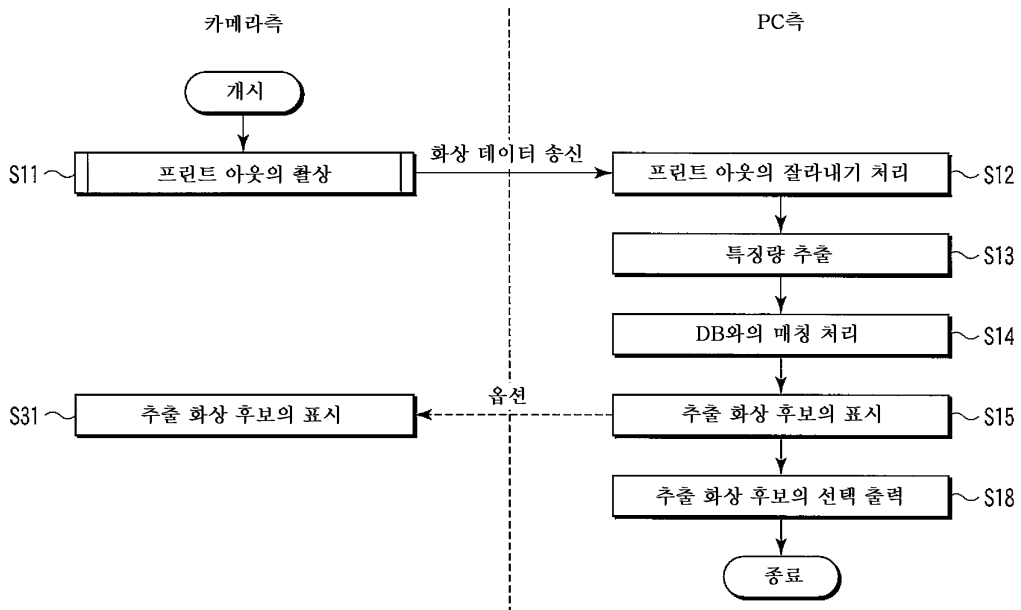 카메라측
PC측
개시
S11
프린트 아웃의 촬상
화상 데이터 송신
프린트 아웃의 잘라내기 처리
S12
특징량 추출
S13
DB와의 매칭 처리
S14
S31
추출 화상 후보의 표시
옵션
추출 화상 후보의 표시
S15
추출 화상 후보의 선택 출력
S18
종료